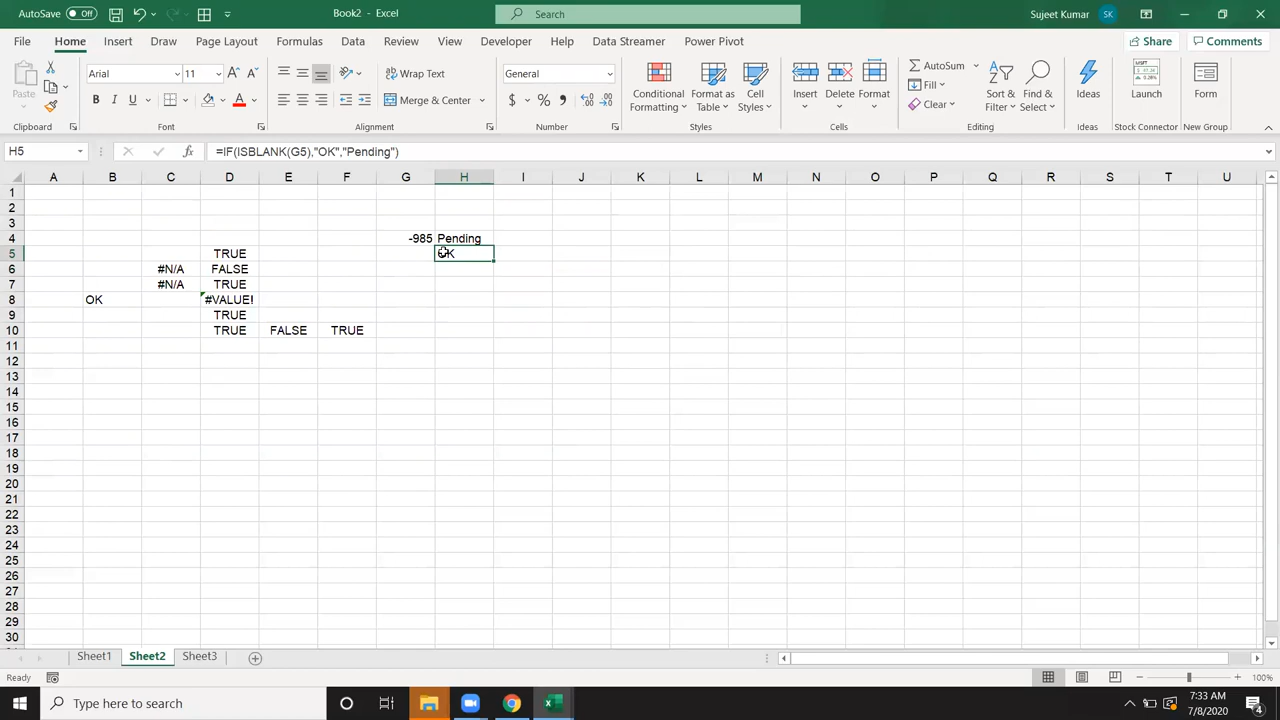 AutoSave Off Book2 - Excel Search Sujeet Kumar SK
File Home Insert Draw Page Layout Formulas Data Review View Developer Help Data Streamer Power Pivot Share Comments
Paste Arial 11 Wrap Text General Conditional Formatting Format as Table Cell Styles Insert Delete Format AutoSum Fill Clear Sort & Filter Find & Select Ideas Launch Form
B I U Merge & Center $ % 9
Clipboard Font Alignment Number Styles Cells Editing Ideas Stock Connector New Group
H5 fx =IF(ISBLANK(G5),"OK","Pending")
A B C D E F G H I J K L M N O P Q R S T U
1
2
3
4 -985 Pending
5 TRUE OK
6 #N/A FALSE
7 #N/A TRUE
8 OK #VALUE!
9 TRUE
10 TRUE FALSE TRUE
11
12
13
14
15
16
17
18
19
20
21
22
23
24
25
26
27
28
29
30
Sheet1 Sheet2 Sheet3
Ready 100%
Type here to search 7:33 AM
7/8/2020 4